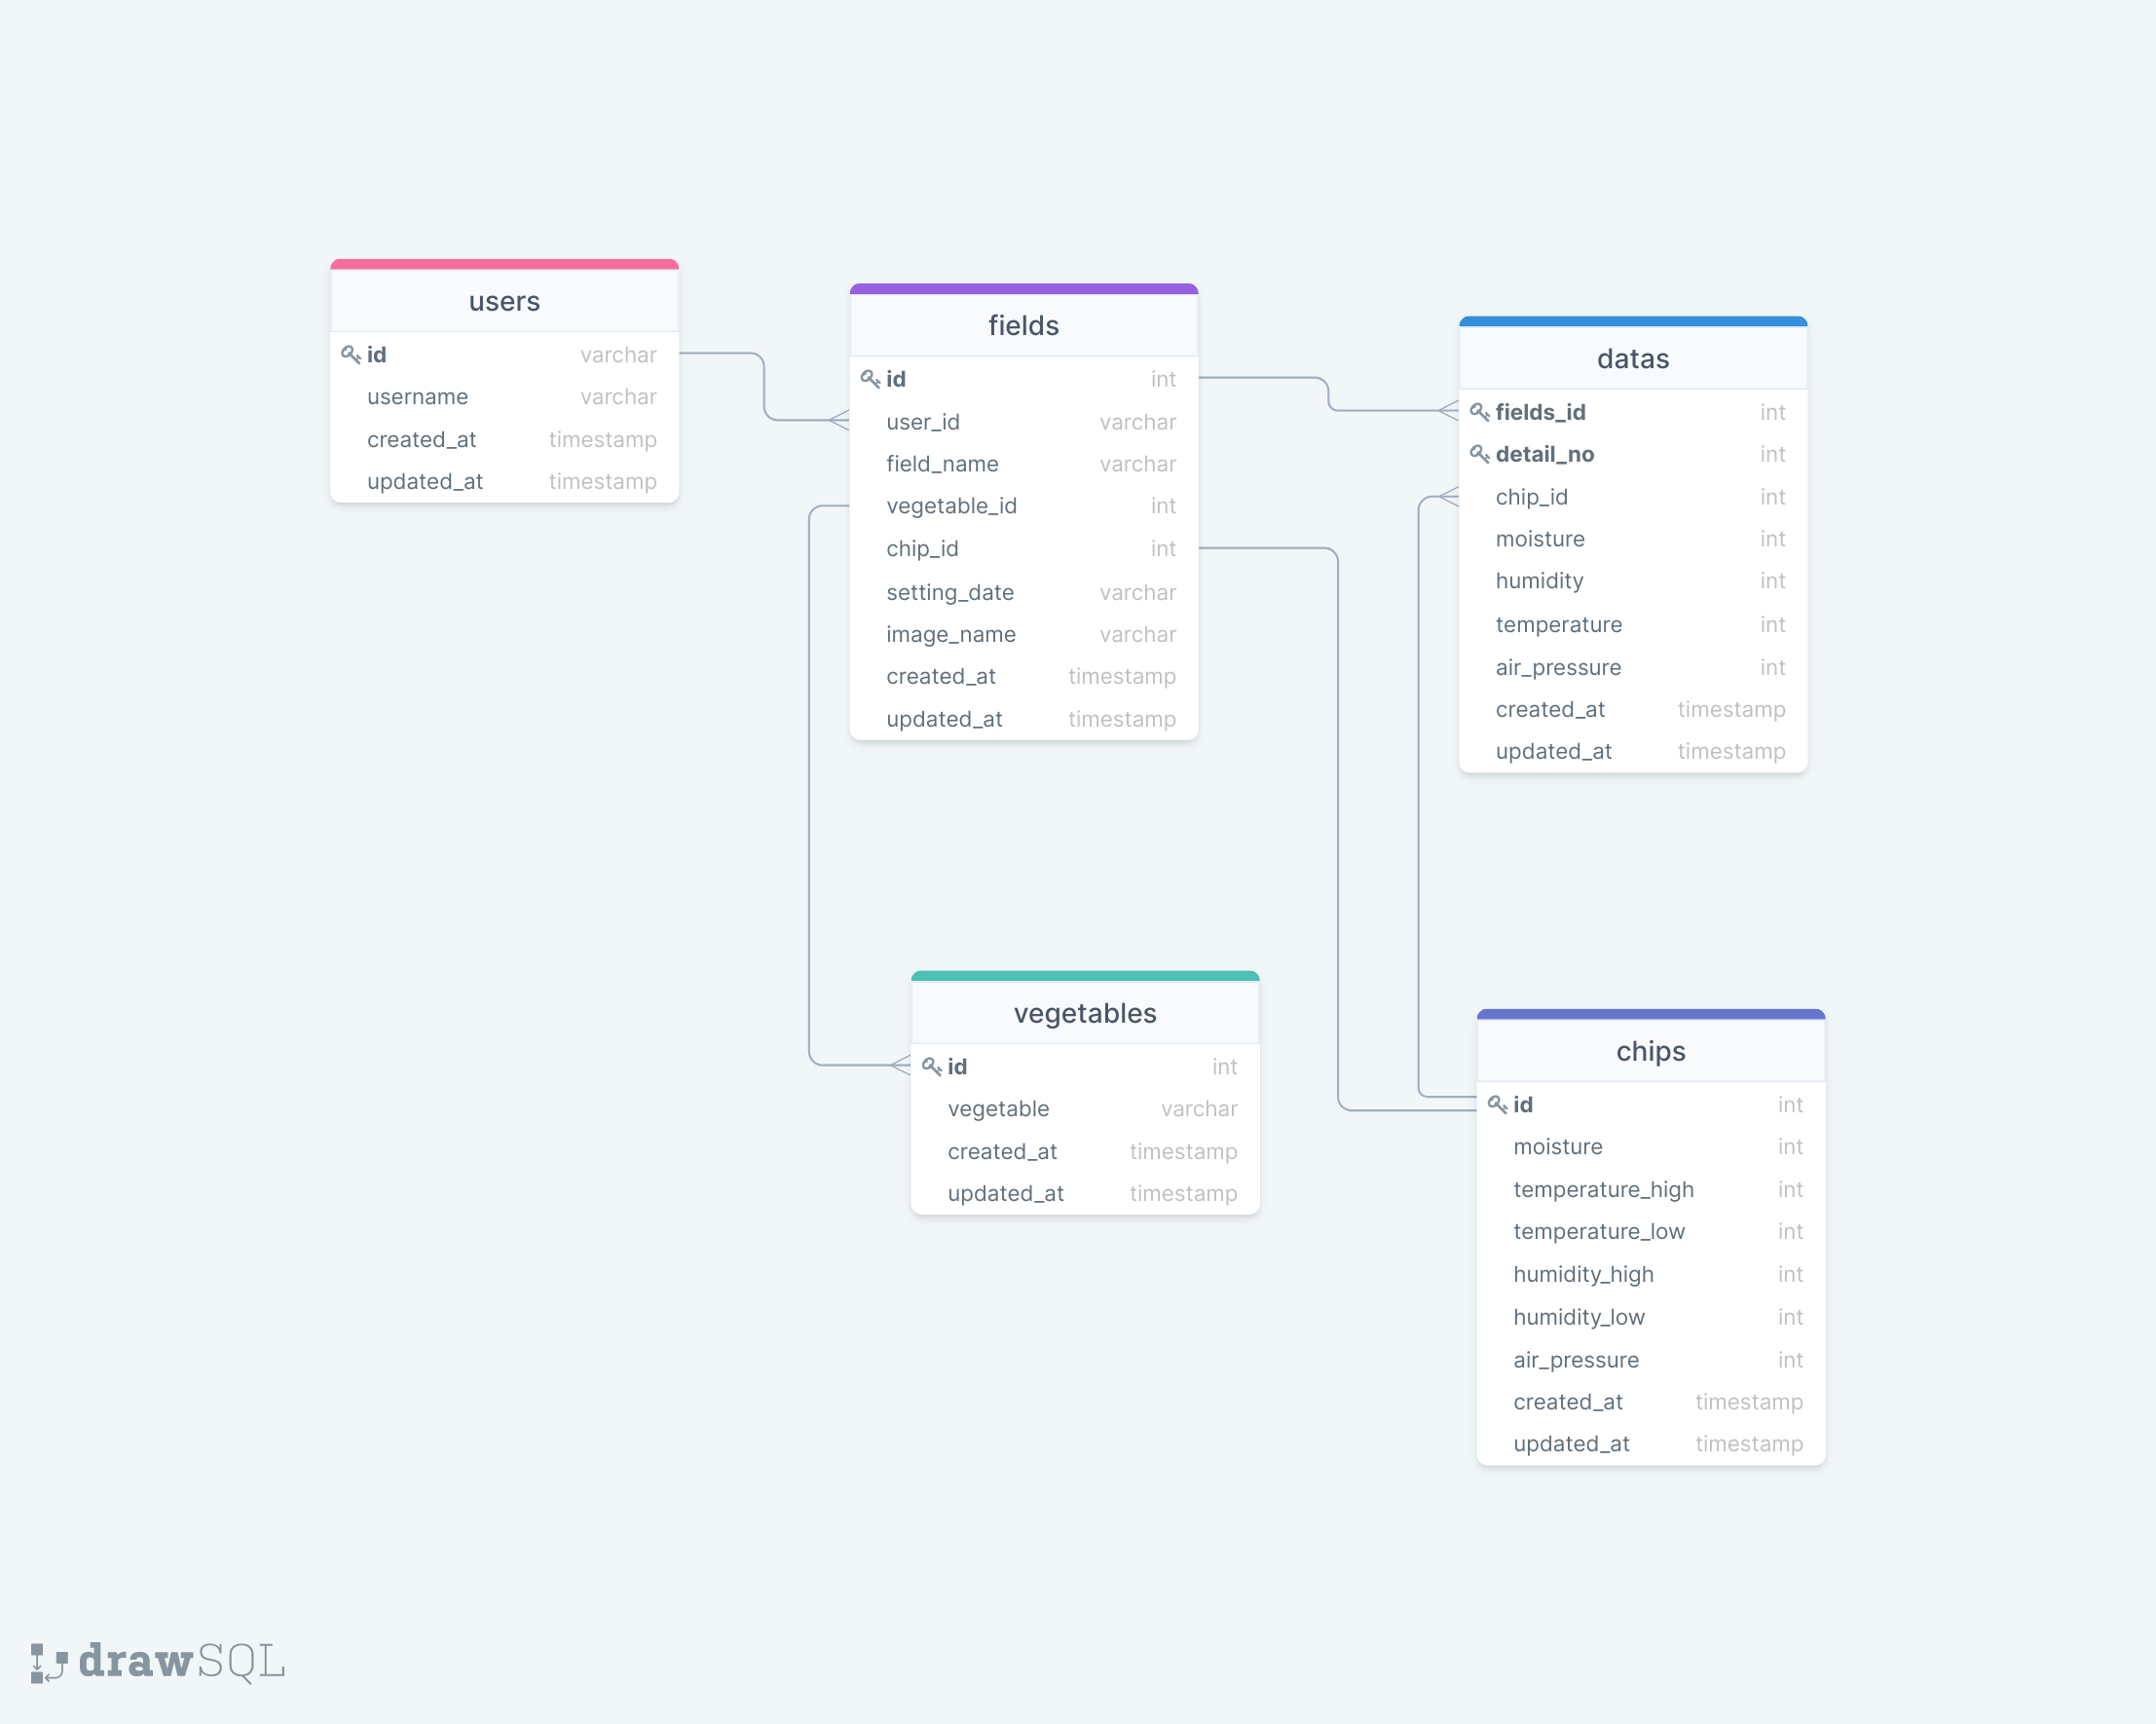 users
id varchar
username varchar
created_at timestamp
updated_at timestamp
fields
id int
user_id varchar
field_name varchar
vegetable_id int
chip_id int
setting_date varchar
image_name varchar
created_at timestamp
updated_at timestamp
datas
fields_id int
detail_no int
chip_id int
moisture int
humidity int
temperature int
air_pressure int
created_at timestamp
updated_at timestamp
vegetables
id int
vegetable varchar
created_at timestamp
updated_at timestamp
chips
id int
moisture int
temperature_high int
temperature_low int
humidity_high int
humidity_low int
air_pressure int
created_at timestamp
updated_at timestamp
drawSQL